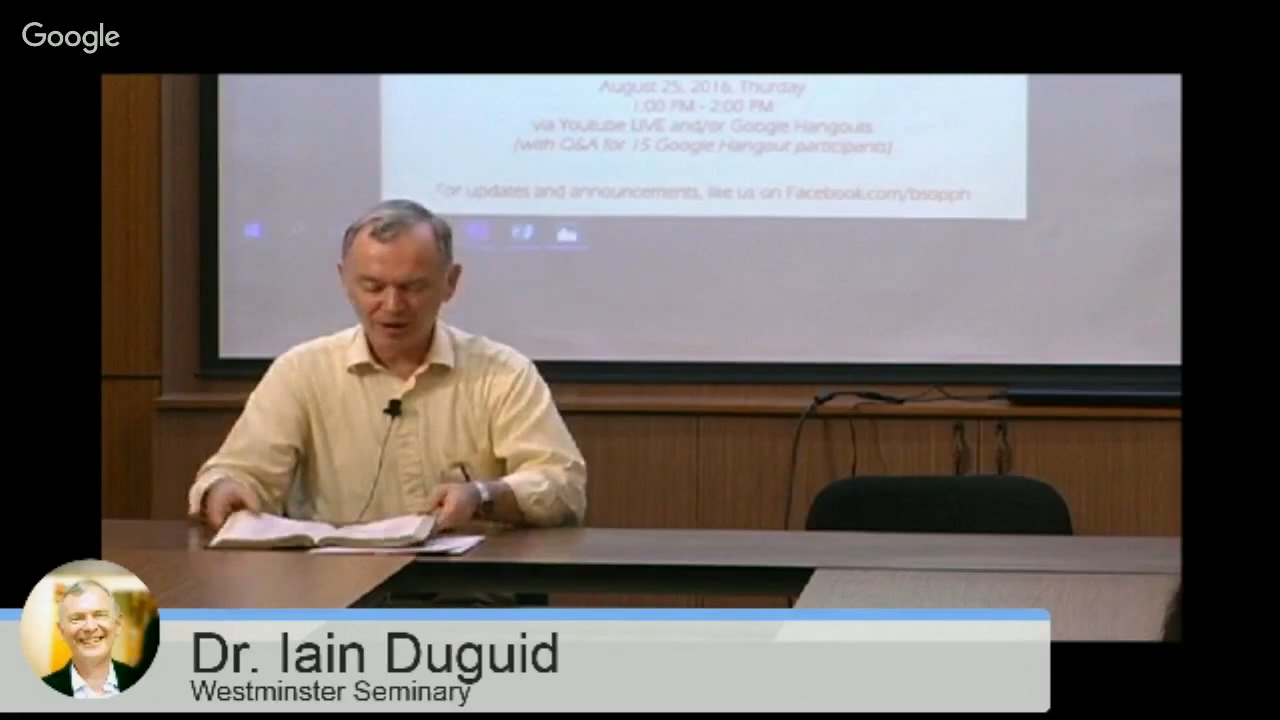 Google
August 25, 2016, Thurday
1:00 PM - 2:00 PM
via Youtube LIVE and/or Google Hangouts
(with Q&A for 15 Google Hangout participants)
For updates and announcements, like us on Facebook.com/bsopph
Dr. Iain Duguid
Westminster Seminary